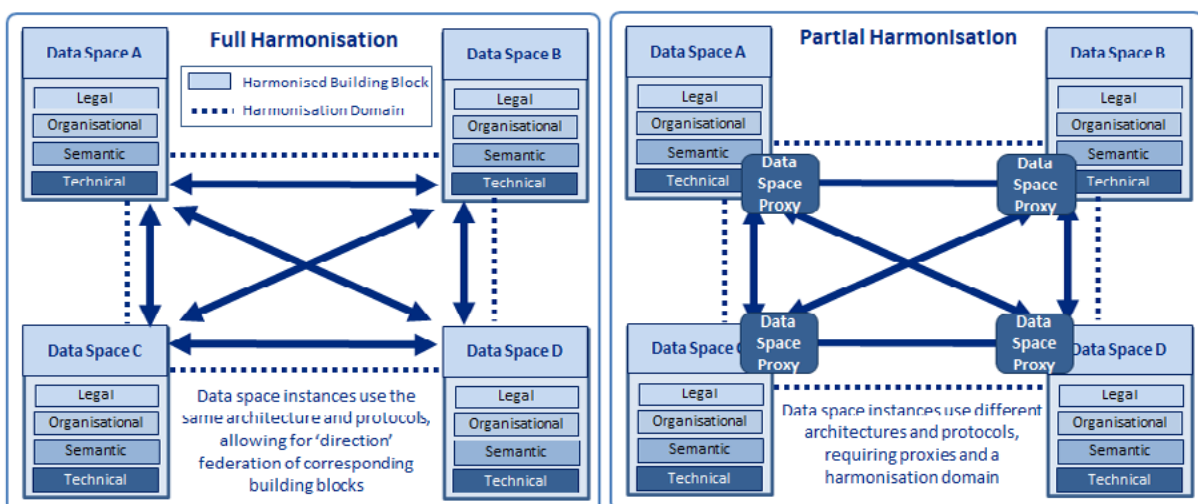 Full Harmonisation
Data Space A
Legal
Organisational
Semantic
Technical
Harmonised Building Block
Harmonisation Domain
Data Space B
Legal
Organisational
Semantic
Technical
Data Space C
Legal
Organisational
Semantic
Technical
Data space instances use the
same architecture and protocols,
allowing for ‘direction’
federation of corresponding
building blocks
Data Space D
Legal
Organisational
Semantic
Technical
Partial Harmonisation
Data Space A
Legal
Organisational
Semantic
Technical
Data
Space
Proxy
Data Space B
Legal
Organisational
Semantic
Technical
Data
Space
Proxy
Data Space
Data
Space
Proxy
Legal
Organisational
Semantic
Technical
Data space instances use different
architectures and protocols,
requiring proxies and a
harmonisation domain
Data
Space
Proxy
Data Space D
Legal
Organisational
Semantic
Technical